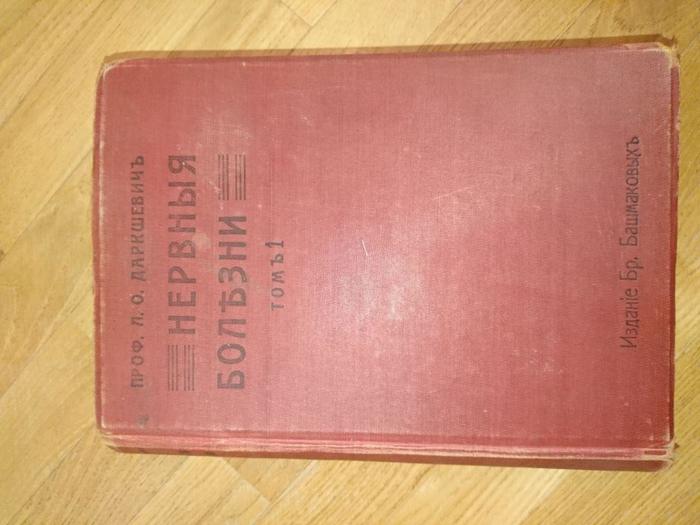 ПРОФ. Л. О. ДАРКШЕВИЧЪ
НЕРВНЫЯ
БОЛѢЗНИ
ТОМЪ 1
Изданіе Бр. Башмаковыхъ